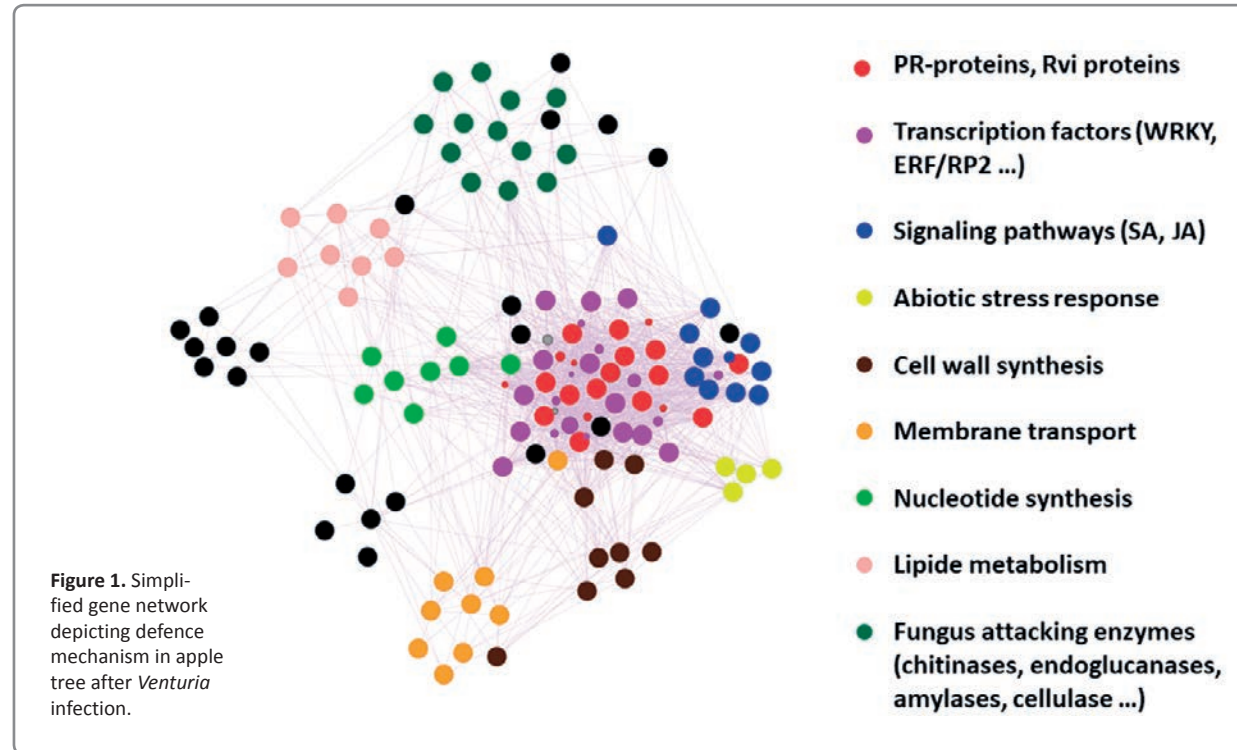 PR-proteins, Rvi proteins
Transcription factors (WRKY,
ERF/RP2 ...)
Signaling pathways (SA, JA)
Abiotic stress response
Cell wall synthesis
Membrane transport
Nucleotide synthesis
Lipide metabolism
Fungus attacking enzymes
(chitinases, endoglucanases,
amylases, cellulase ...)
Figure 1. Simpli-
fied gene network
depicting defence
mechanism in apple
tree after Venturia
infection.